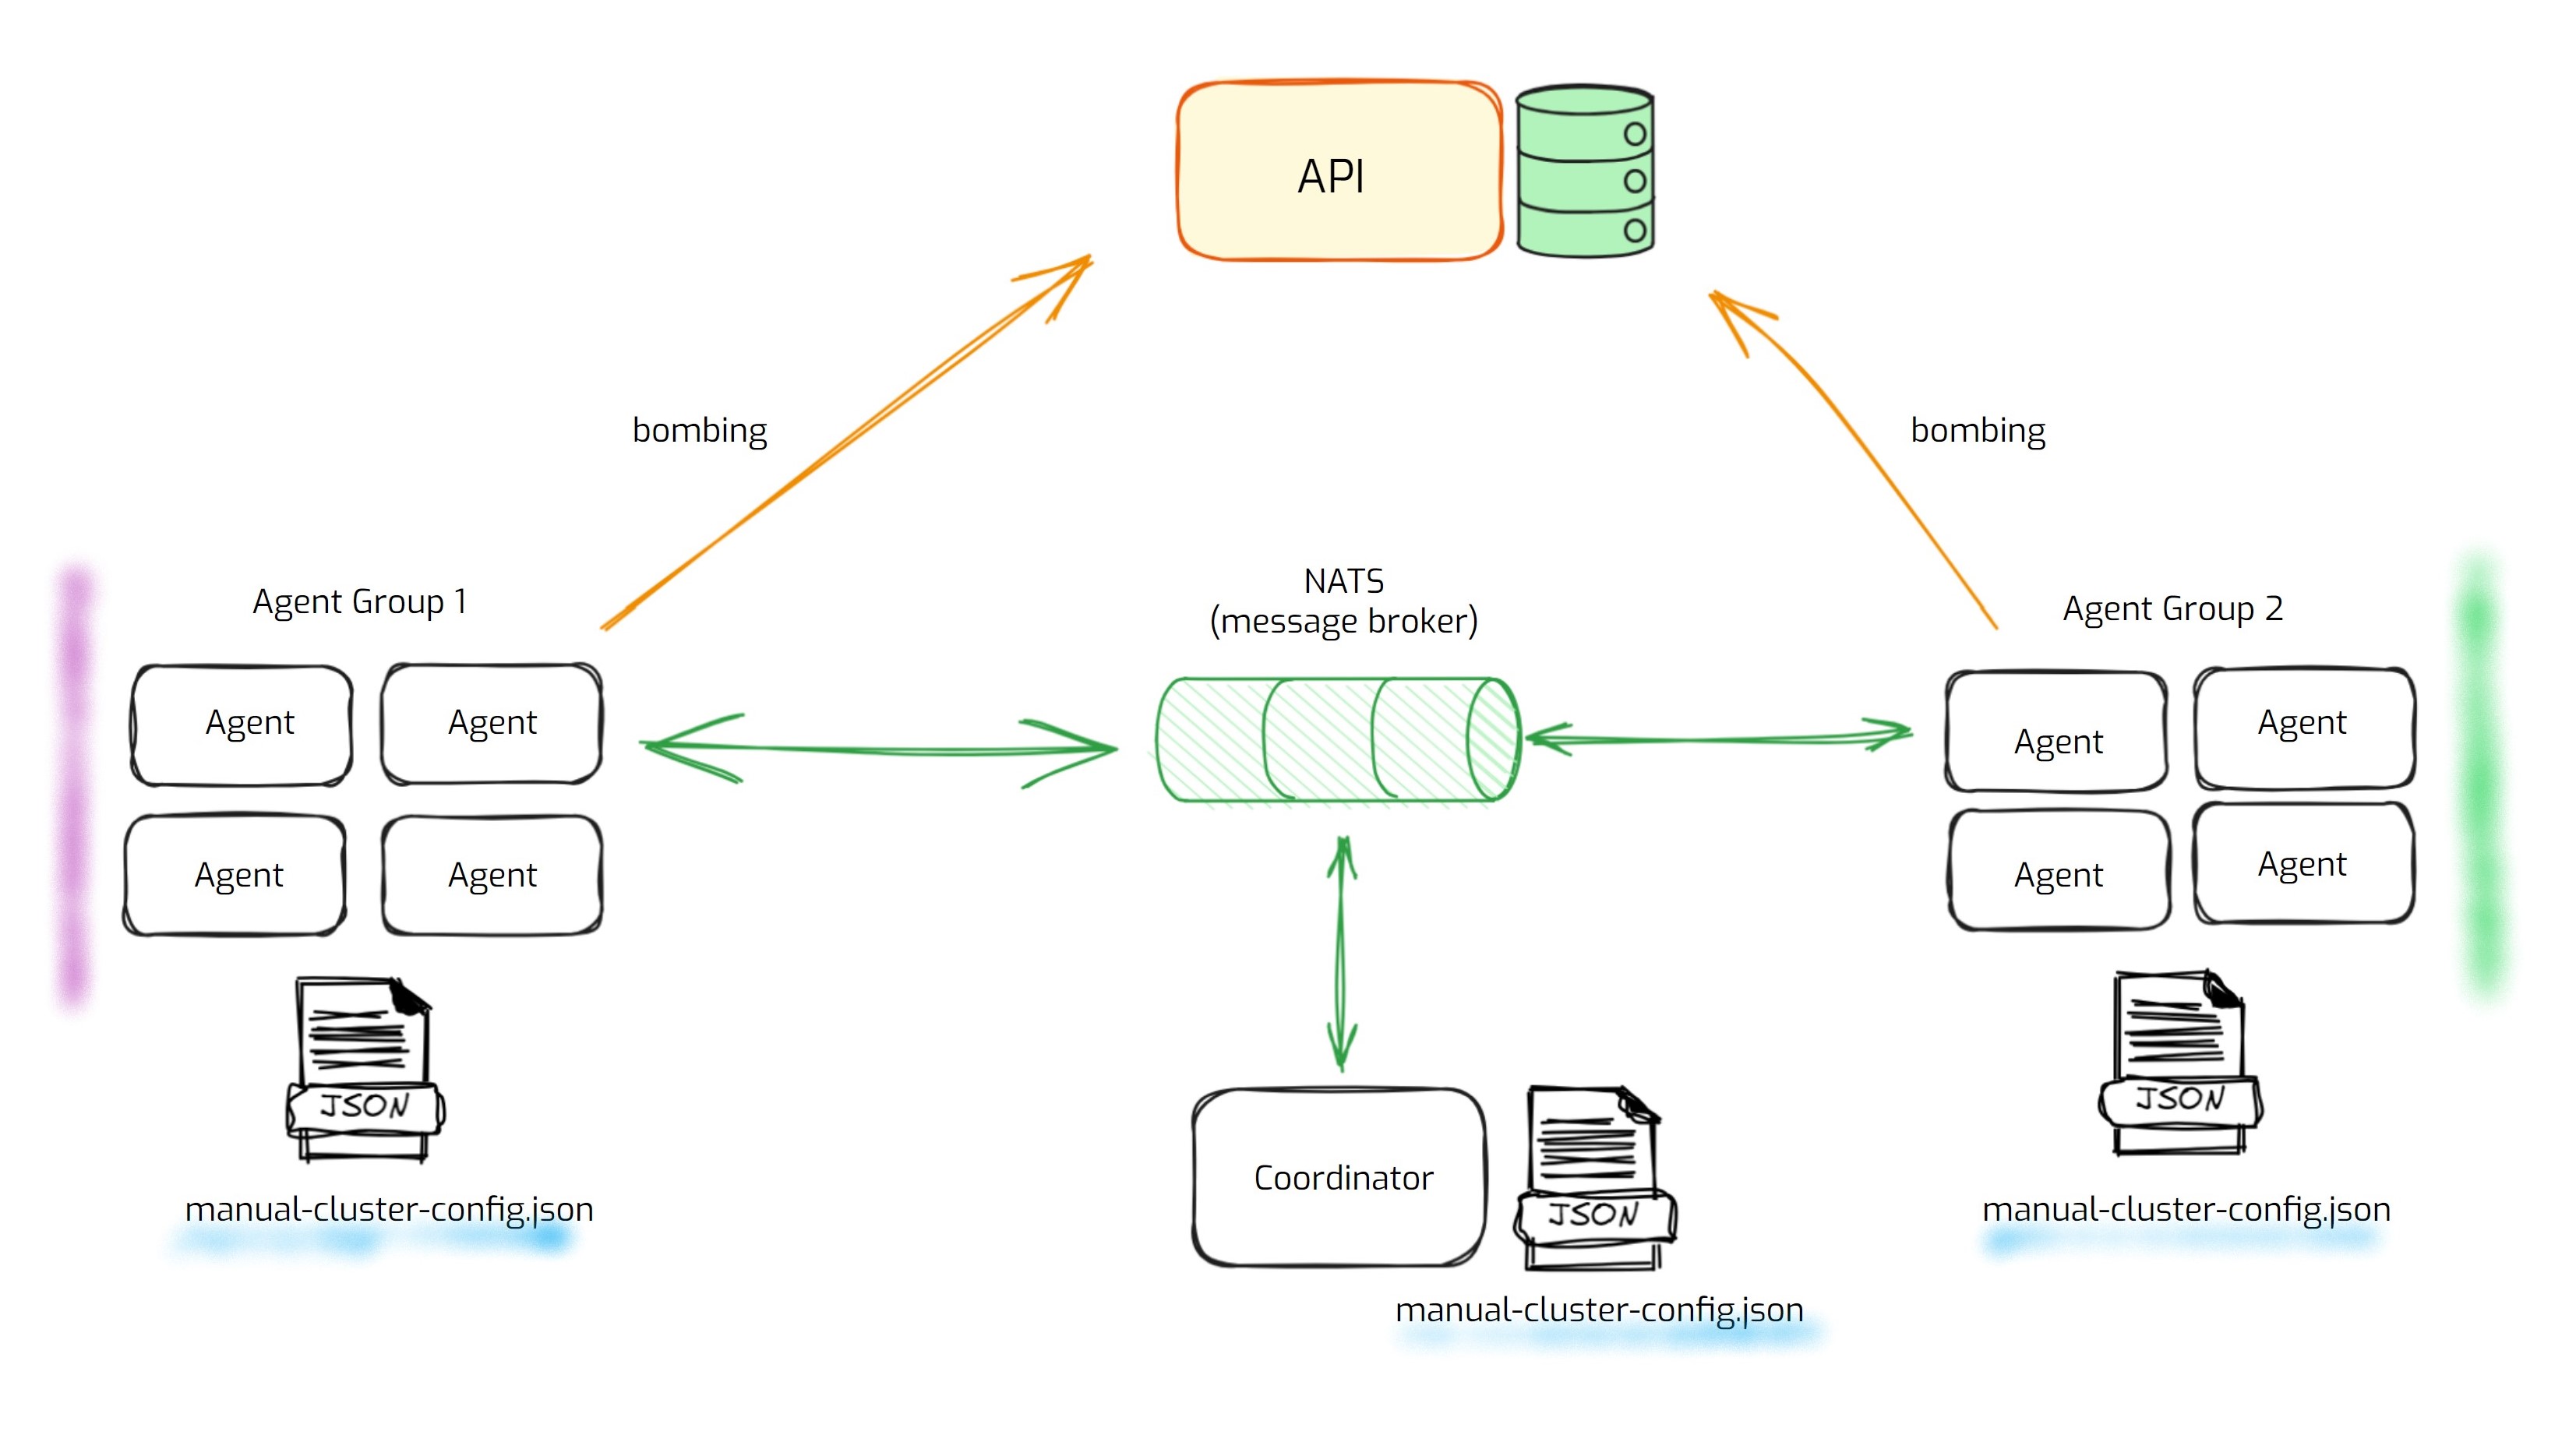 API
bombing
bombing
NATS
(message broker)
Agent Group 1
Agent Group 2
Agent
Agent
Agent
Agent
Agent
Agent
Agent
Agent
JSON
JSON
JSON
Coordinator
manual-cluster-config.json
manual-cluster-config.json
manual-cluster-config.json